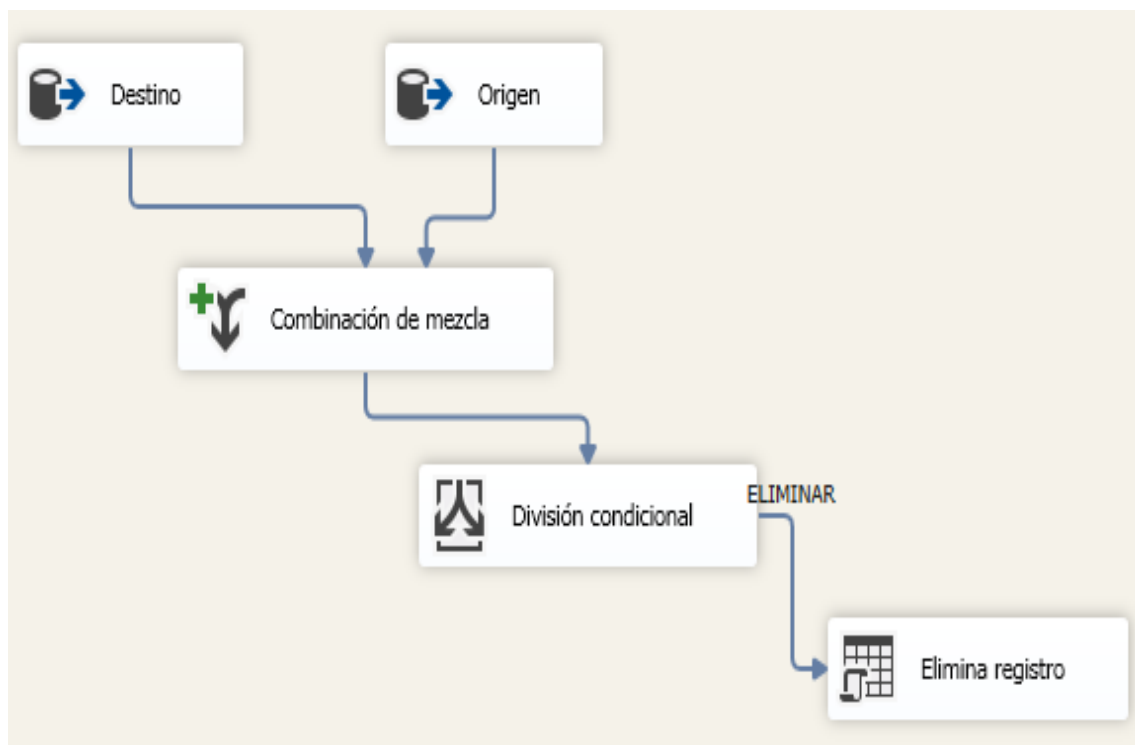 Destino
Origen
Combinación de mezcla
División condicional
ELIMINAR
Elimina registro